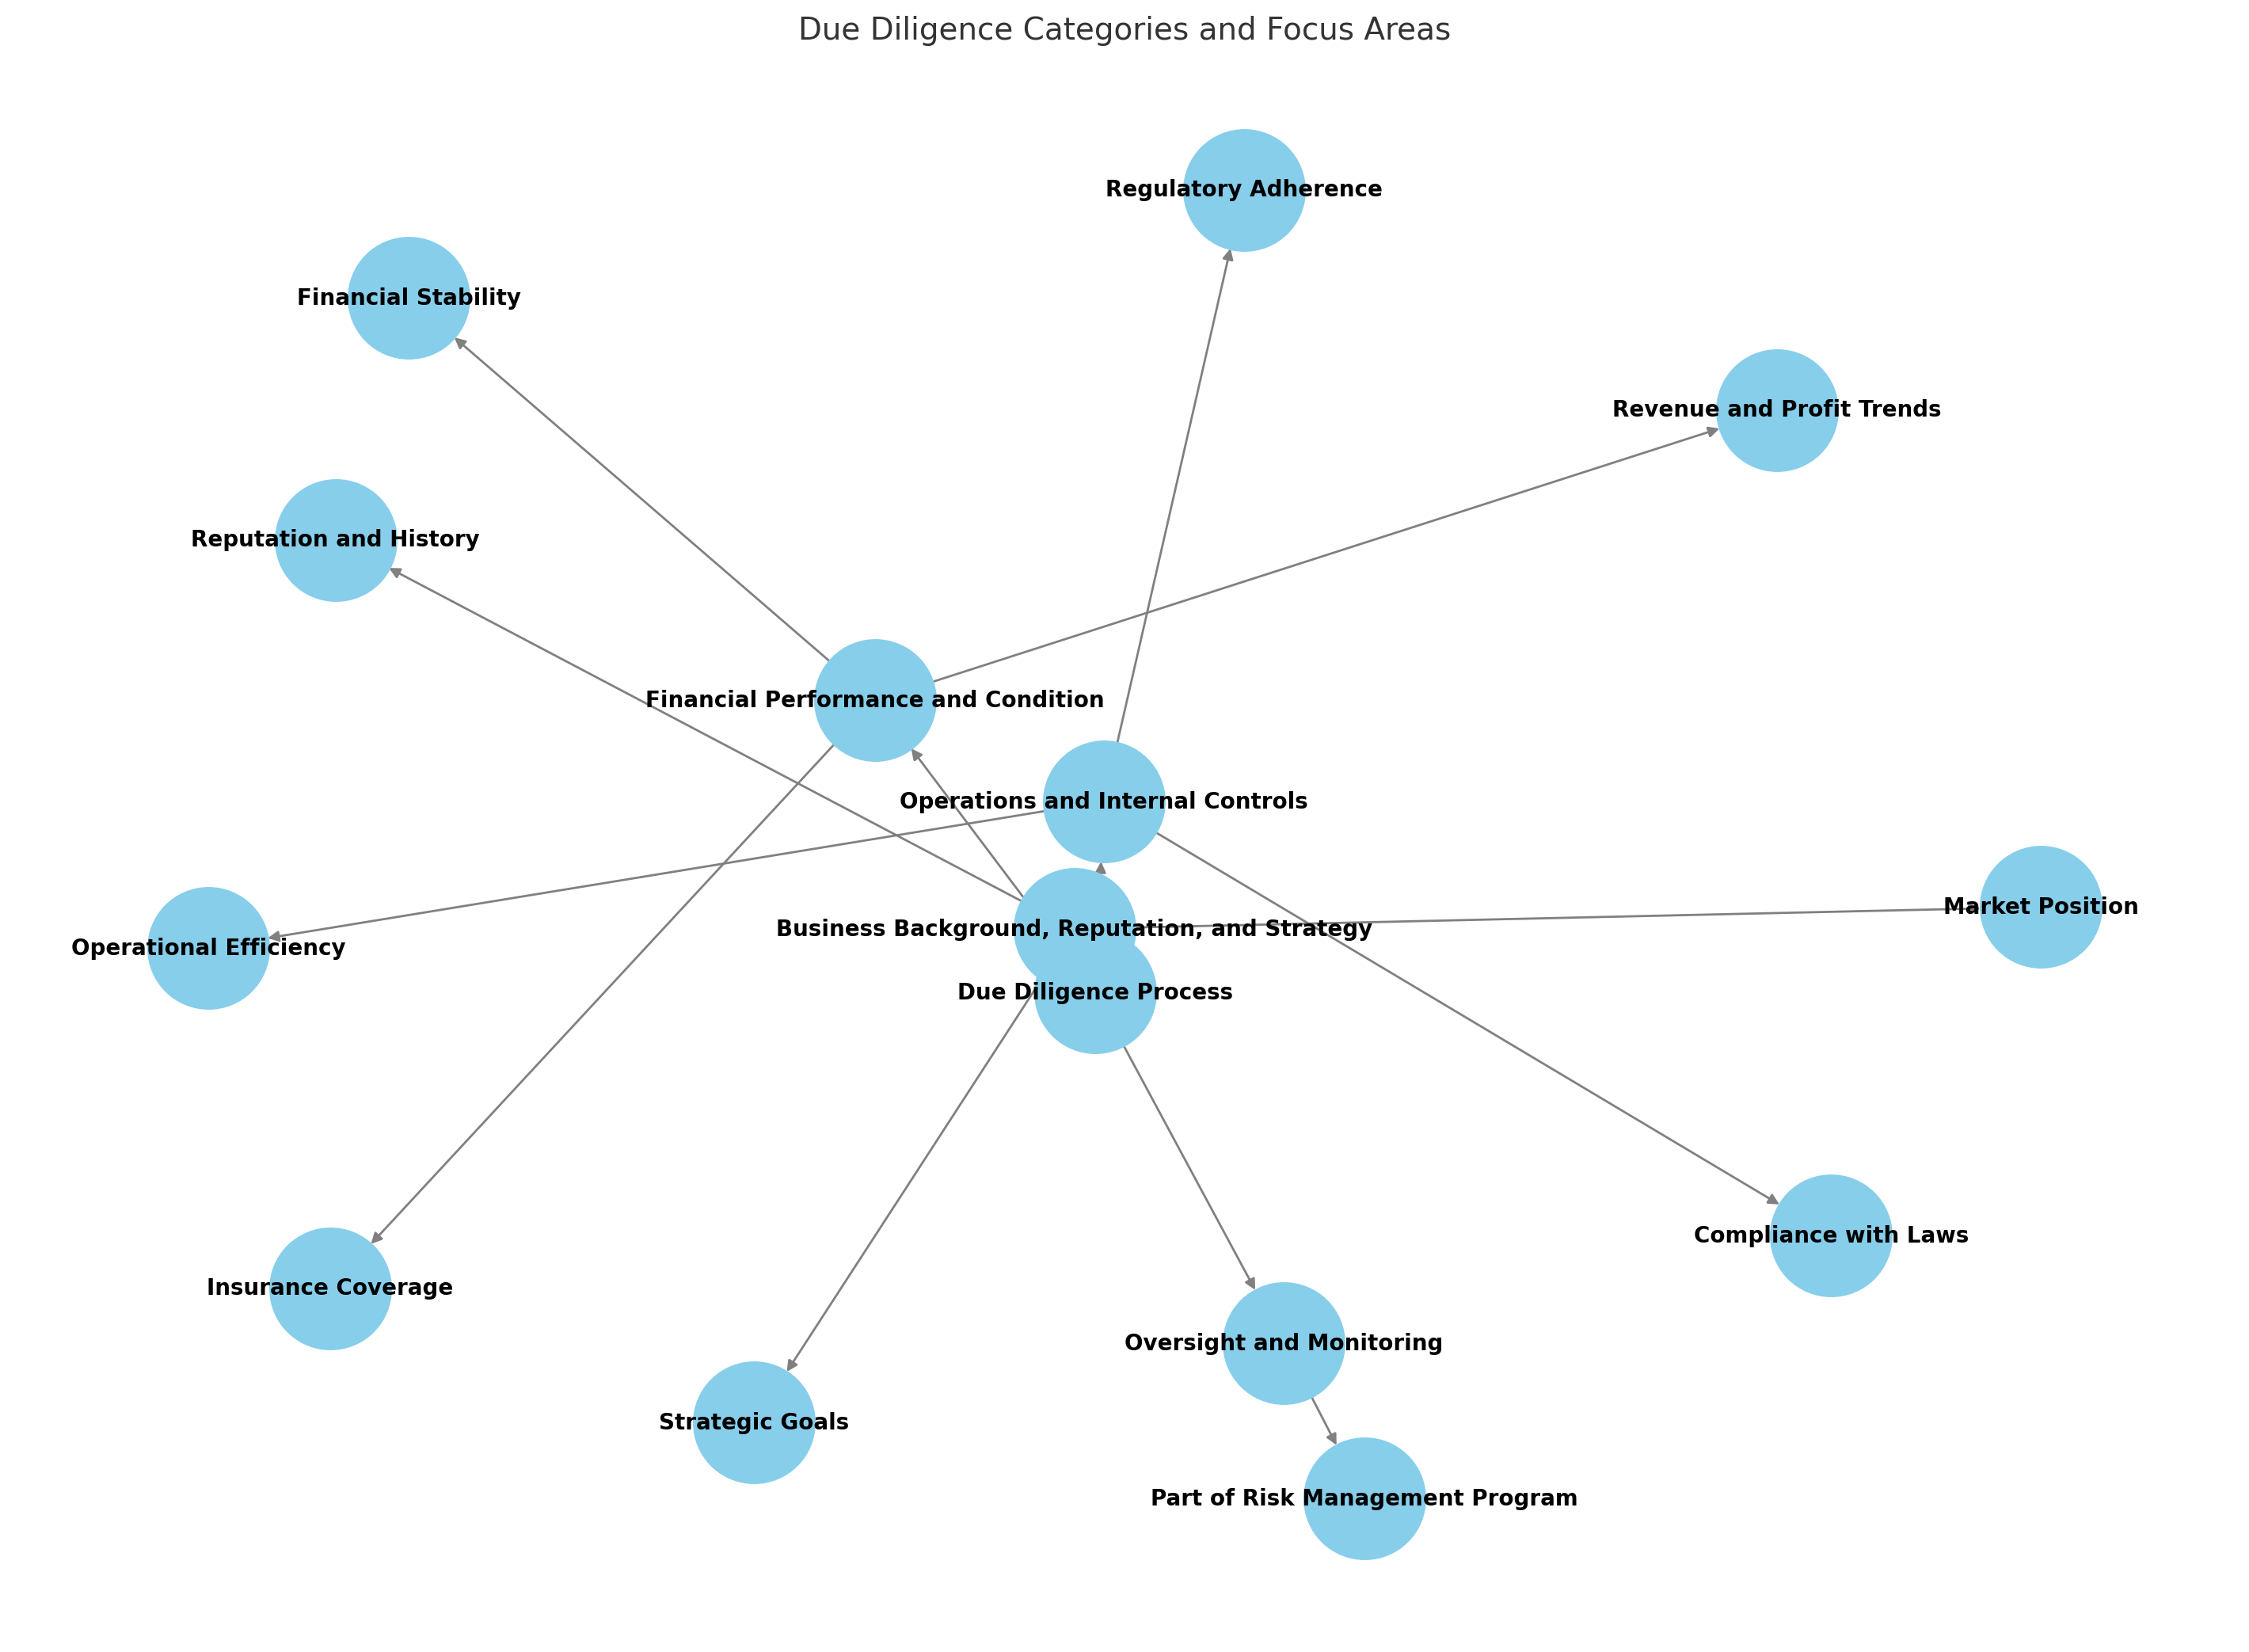 Due Diligence Categories and Focus Areas
Regulatory Adherence
Financial Stability
Revenue and Profit Trends
Reputation and History
Financial Performance and Condition
Operations and Internal Controls
Market Position
Business Background, Reputation, and Strategy
Operational Efficiency
Due Diligence Process
Compliance with Laws
Insurance Coverage
Oversight and Monitoring
Strategic Goals
Part of Risk Management Program